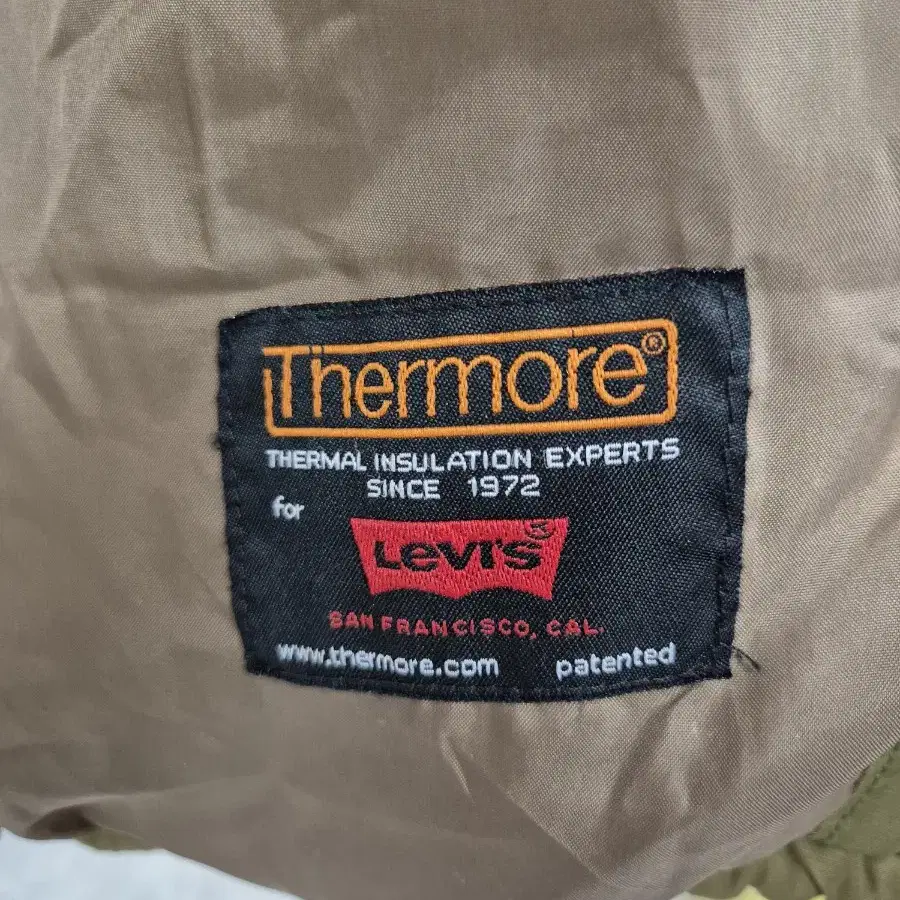 Thermore®
THERMAL INSULATION EXPERTS
SINCE 1972
for
LEVI'S®
SAN FRANCISCO, CAL.
www.thermore.com patented